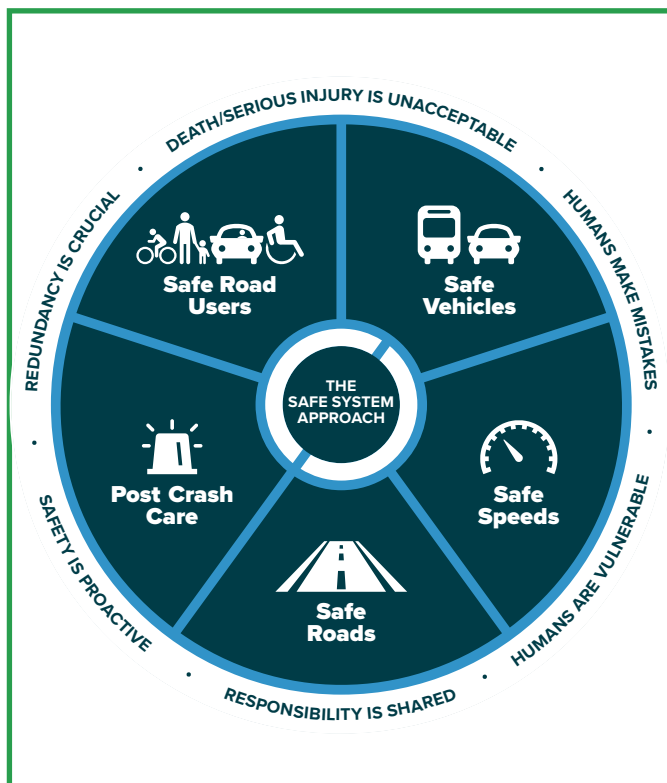 DEATH/SERIOUS INJURY IS UNACCEPTABLE
HUMANS MAKE MISTAKES
HUMANS ARE VULNERABLE
RESPONSIBILITY IS SHARED
SAFETY IS PROACTIVE
REDUNDANCY IS CRUCIAL
Safe Road
Users
Safe
Vehicles
THE
SAFE SYSTEM
APPROACH
Post Crash
Care
Safe
Speeds
Safe
Roads